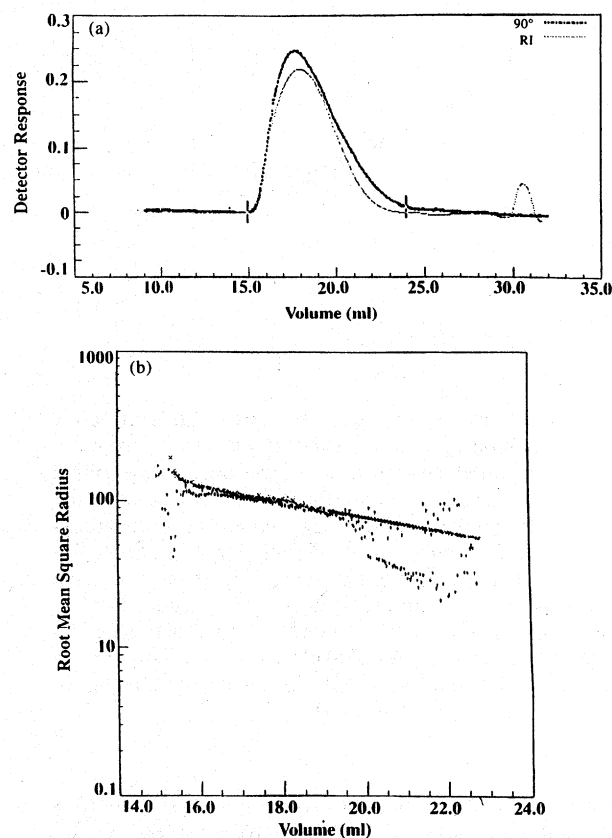 (a)
90°
RI
0.3
0.2
0.1
0
-0.1
Detector Response
5.0 10.0 15.0 20.0 25.0 30.0 35.0
Volume (ml)
(b)
1000
100
10
0.1
Root Mean Square Radius
14.0 16.0 18.0 20.0 22.0 24.0
Volume (ml)